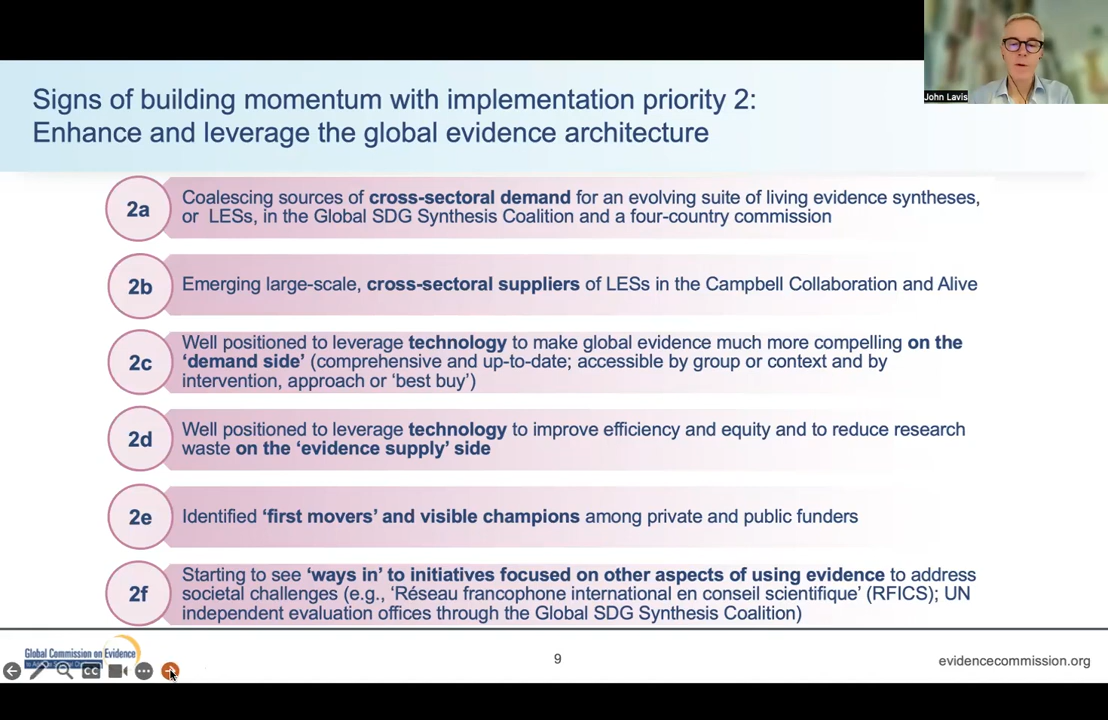 John Lavis
Signs of building momentum with implementation priority 2:
Enhance and leverage the global evidence architecture
2a
Coalescing sources of cross-sectoral demand for an evolving suite of living evidence syntheses,
or LESs, in the Global SDG Synthesis Coalition and a four-country commission
2b
Emerging large-scale, cross-sectoral suppliers of LESs in the Campbell Collaboration and Alive
2c
Well positioned to leverage technology to make global evidence much more compelling on the
‘demand side’ (comprehensive and up-to-date; accessible by group or context and by
intervention, approach or ‘best buy’)
2d
Well positioned to leverage technology to improve efficiency and equity and to reduce research
waste on the ‘evidence supply’ side
2e
Identified ‘first movers’ and visible champions among private and public funders
2f
Starting to see ‘ways in’ to initiatives focused on other aspects of using evidence to address
societal challenges (e.g., ‘Réseau francophone international en conseil scientifique’ (RFICS); UN
independent evaluation offices through the Global SDG Synthesis Coalition)
Global Commission on Evidence
CC
9
evidencecommission.org